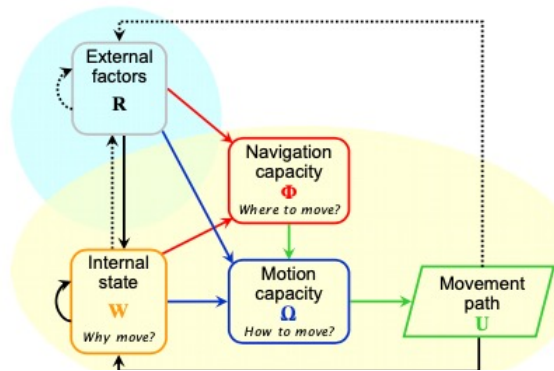 External
factors
R
Navigation
capacity
Φ
Where to move?
Internal
state
W
Why move?
Motion
capacity
Ω
How to move?
Movement
path
U